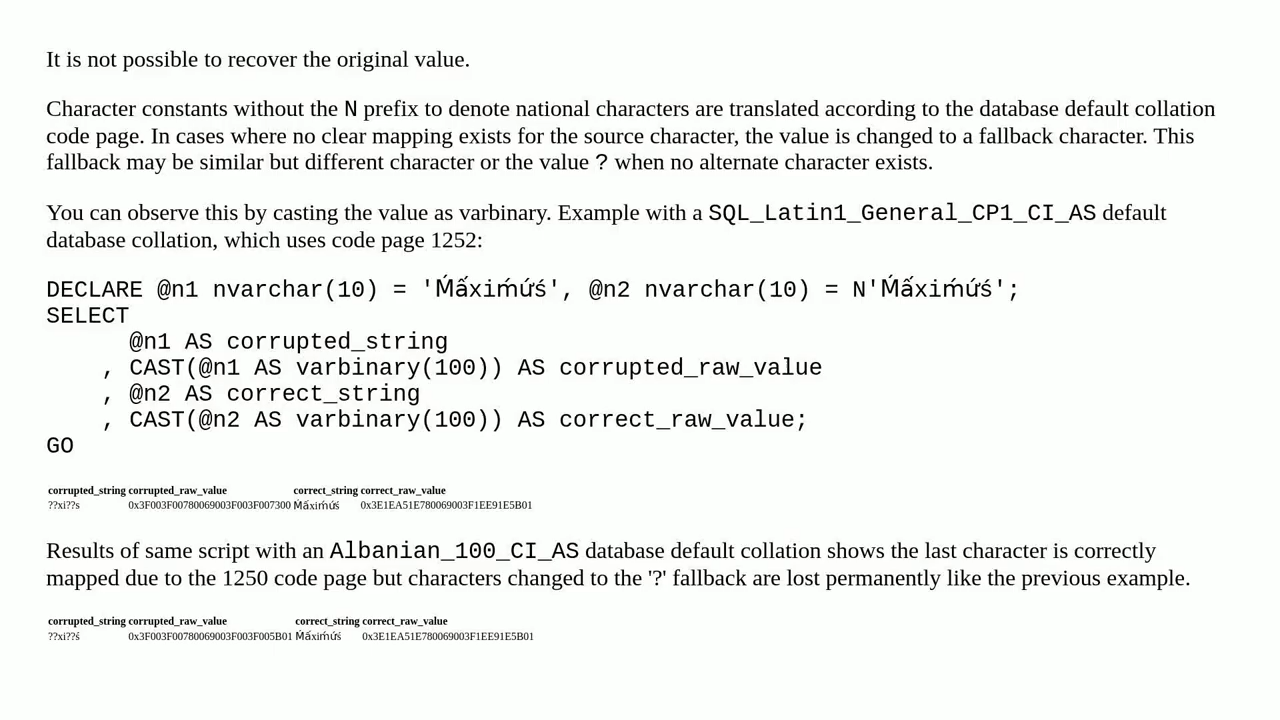 It is not possible to recover the original value.
Character constants without the N prefix to denote national characters are translated according to the database default collation
code page. In cases where no clear mapping exists for the source character, the value is changed to a fallback character. This
fallback may be similar but different character or the value ? when no alternate character exists.
You can observe this by casting the value as varbinary. Example with a SQL_Latin1_General_CP1_CI_AS default
database collation, which uses code page 1252:
DECLARE @n1 nvarchar(10) = 'Ḿấxiḿứś', @n2 nvarchar(10) = N'Ḿấxiḿứś';
SELECT
      @n1 AS corrupted_string
    , CAST(@n1 AS varbinary(100)) AS corrupted_raw_value
    , @n2 AS correct_string
    , CAST(@n2 AS varbinary(100)) AS correct_raw_value;
GO
corrupted_string corrupted_raw_value correct_string correct_raw_value
??xi??s 0x3F003F00780069003F003F007300 Ḿấxiḿứś 0x3E1EA51E780069003F1EE91E5B01
Results of same script with an Albanian_100_CI_AS database default collation shows the last character is correctly
mapped due to the 1250 code page but characters changed to the '?' fallback are lost permanently like the previous example.
corrupted_string corrupted_raw_value correct_string correct_raw_value
??xi??ś 0x3F003F00780069003F003F005B01 Ḿấxiḿứś 0x3E1EA51E780069003F1EE91E5B01